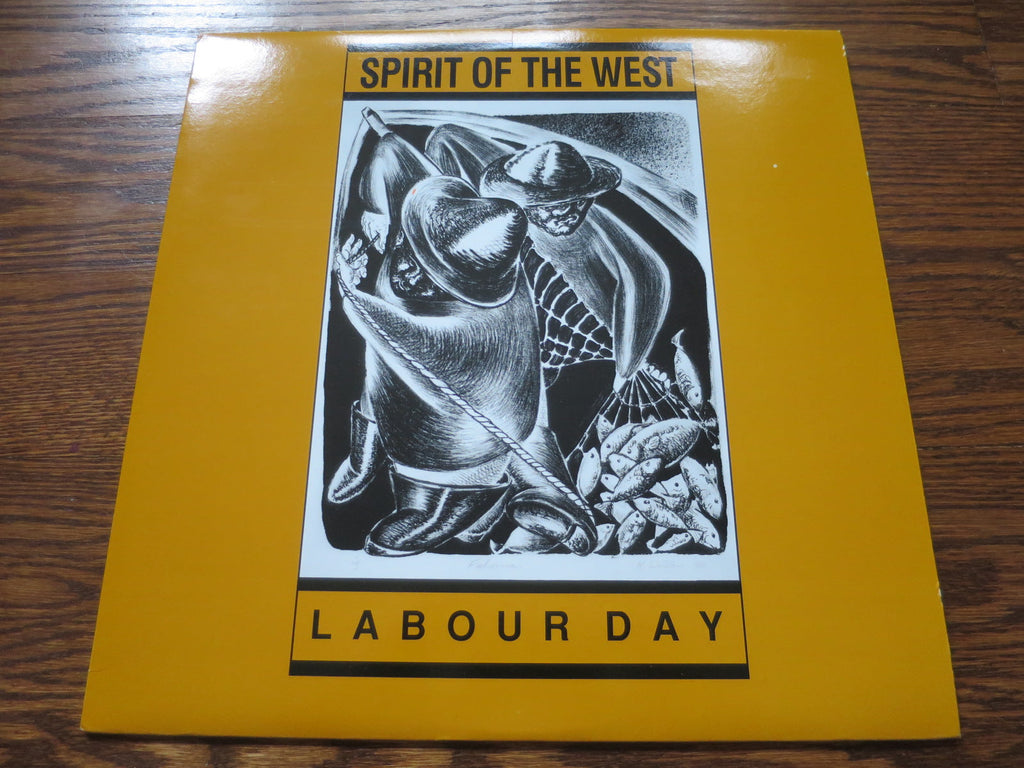 SPIRIT OF THE WEST
LABOUR DAY